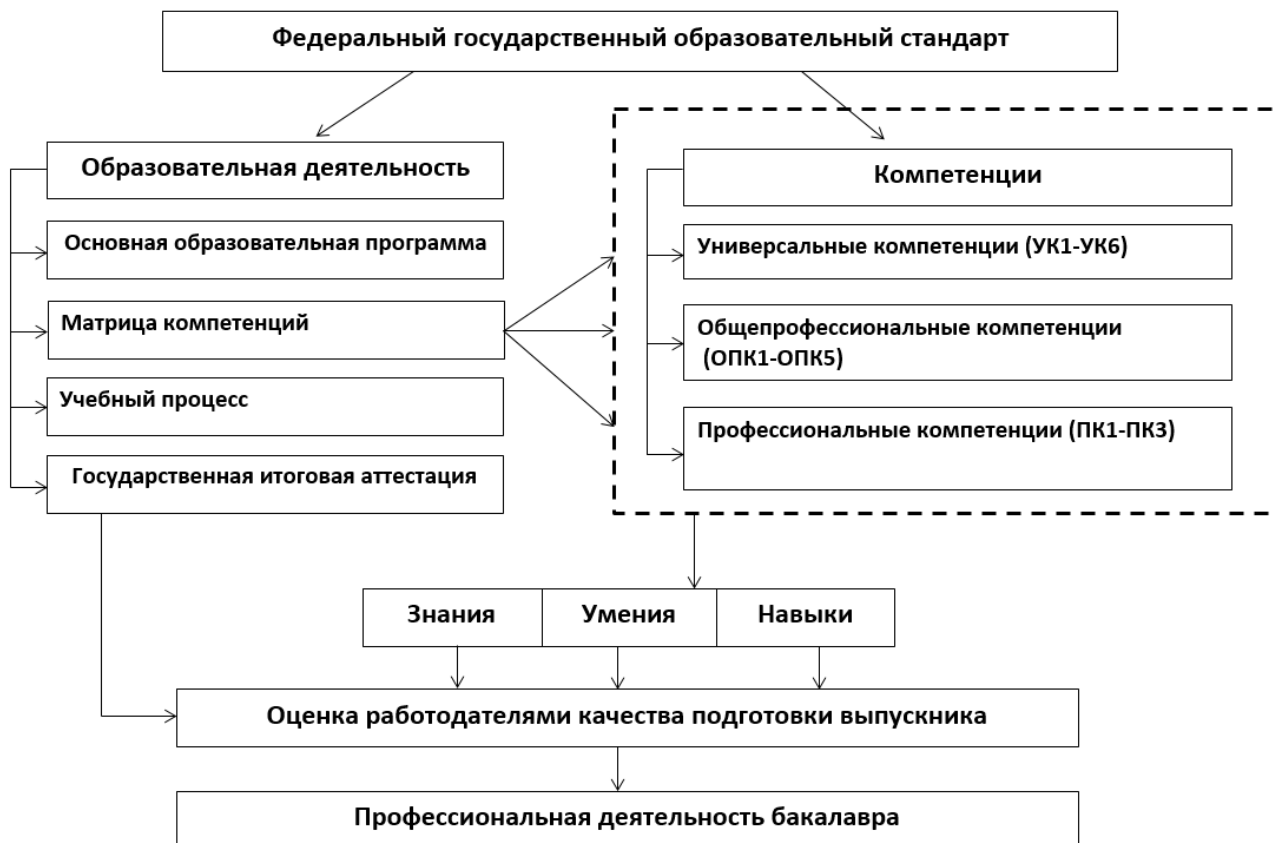 Федеральный государственный образовательный стандарт
Образовательная деятельность
Основная образовательная программа
Матрица компетенций
Учебный процесс
Государственная итоговая аттестация
Компетенции
Универсальные компетенции (УК1-УК6)
Общепрофессиональные компетенции
(ОПК1-ОПК5)
Профессиональные компетенции (ПК1-ПК3)
Знания
Умения
Навыки
Оценка работодателями качества подготовки выпускника
Профессиональная деятельность бакалавра